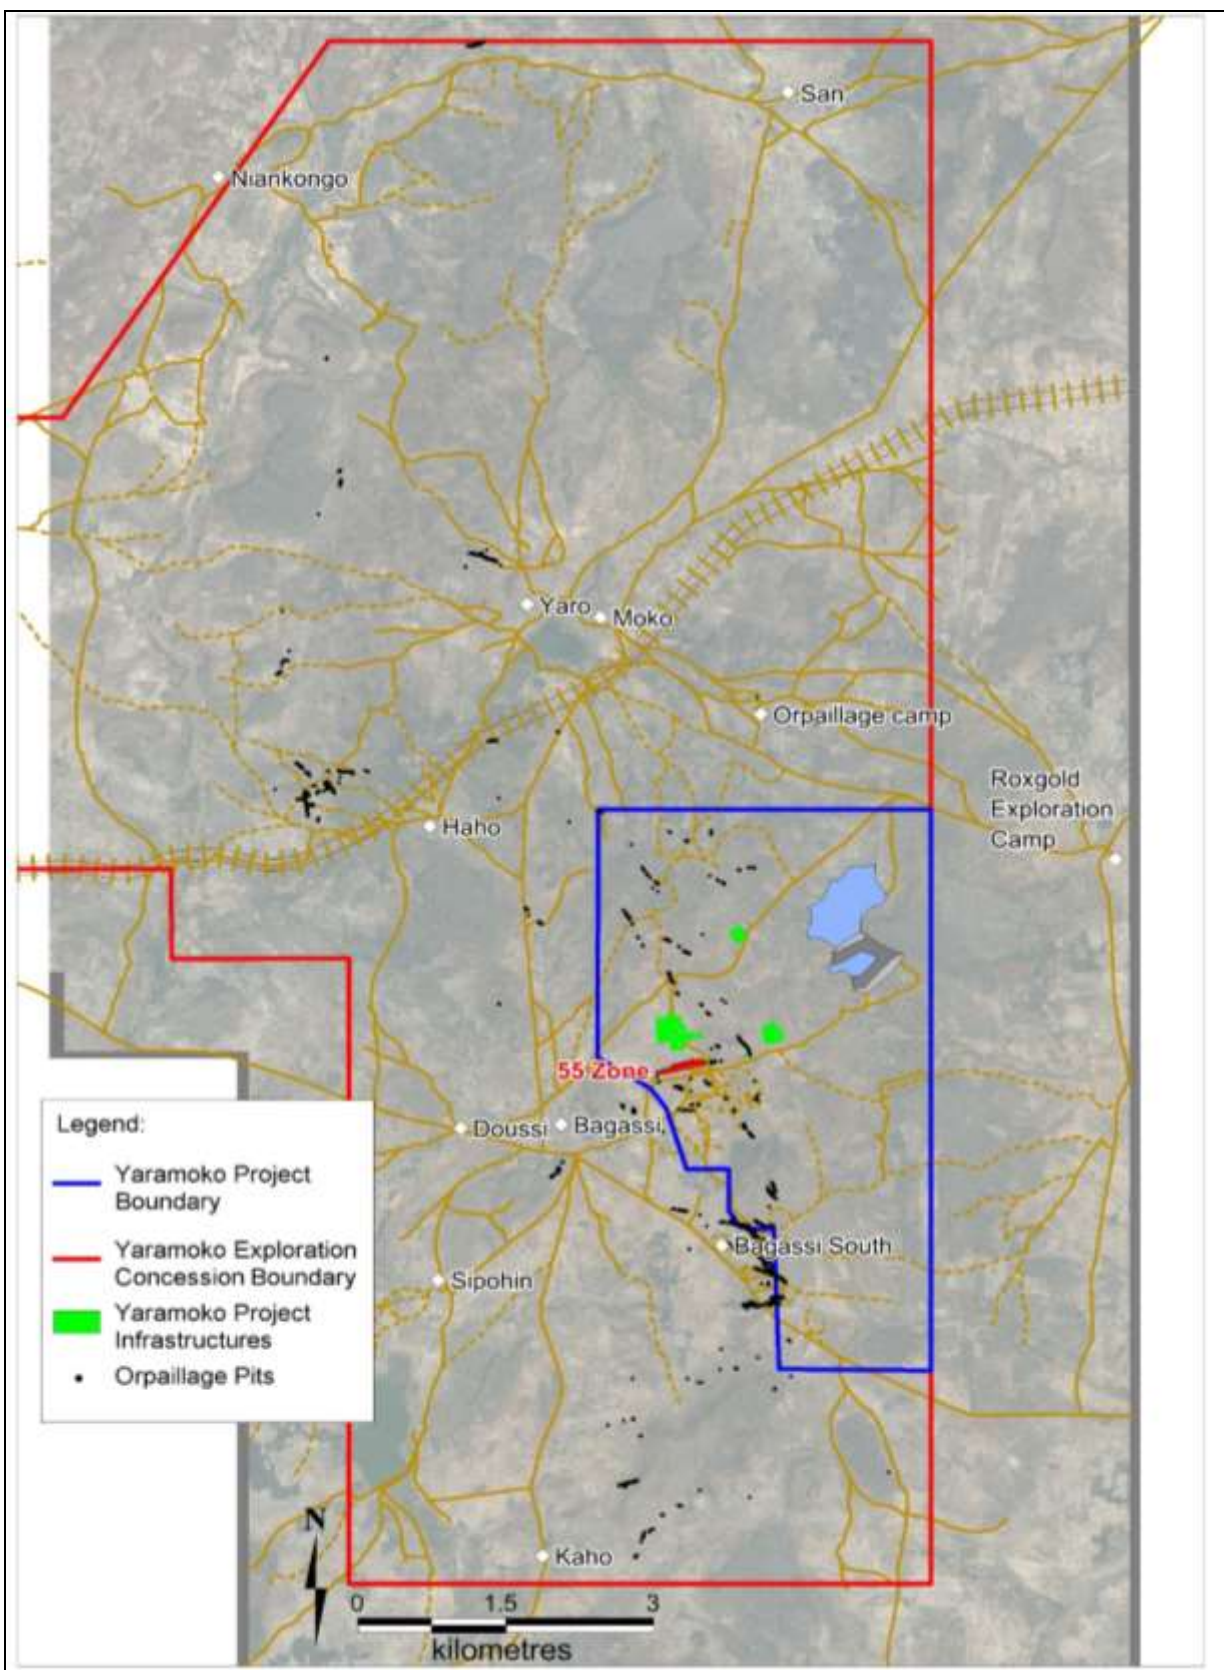 San
Niankongo
Yaro
Moko
Orpaillage camp
Roxgold
Exploration
Camp
Haho
55 Zone
Doussi
Bagassi
Bagassi South
Sipohin
Kaho
Legend:
Yaramoko Project
Boundary
Yaramoko Exploration
Concession Boundary
Yaramoko Project
Infrastructures
Orpaillage Pits
N
0 1.5 3
kilometres